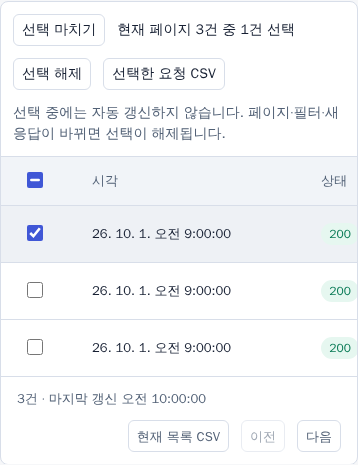 선택 마치기 현재 페이지 3건 중 1건 선택
선택 해제 선택한 요청 CSV
선택 중에는 자동 갱신하지 않습니다. 페이지·필터·새
응답이 바뀌면 선택이 해제됩니다.
시각 상태
26. 10. 1. 오전 9:00:00 200
26. 10. 1. 오전 9:00:00 200
26. 10. 1. 오전 9:00:00 200
3건 · 마지막 갱신 오전 10:00:00
현재 목록 CSV 이전 다음